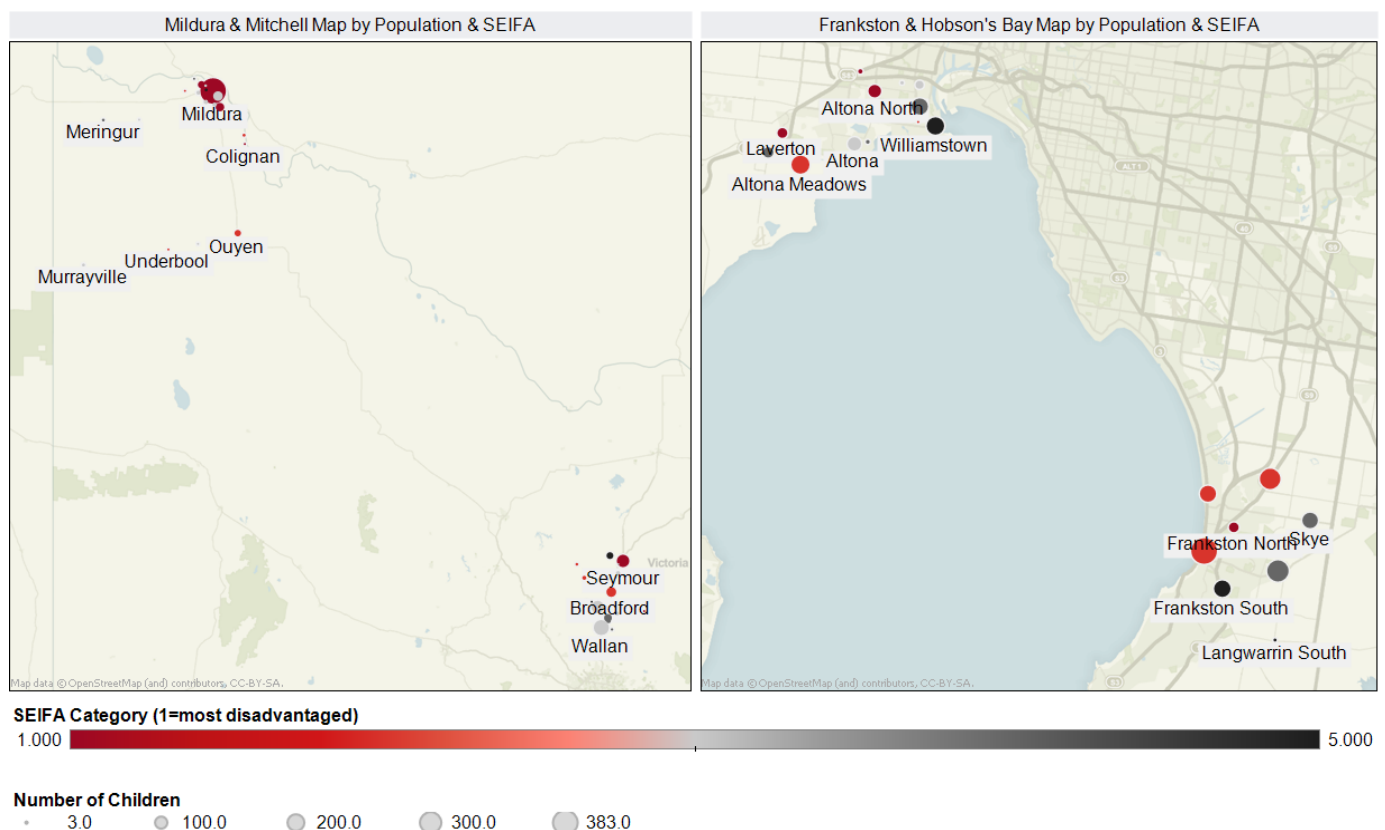 Mildura & Mitchell Map by Population & SEIFA
Frankston & Hobson's Bay Map by Population & SEIFA
Mildura
Meringur
Colignan
Ouyen
Underbool
Murrayville
Seymour
Victoria
Broadford
Wallan
Map data © OpenStreetMap (and) contributors, CC-BY-SA.
Altona North
Laverton
Williamstown
Altona
Altona Meadows
ALT1
Frankston North
Skye
Frankston South
Langwarrin South
Map data © OpenStreetMap (and) contributors, CC-BY-SA.
SEIFA Category (1=most disadvantaged)
1.000
5.000
Number of Children
3.0 100.0 200.0 300.0 383.0